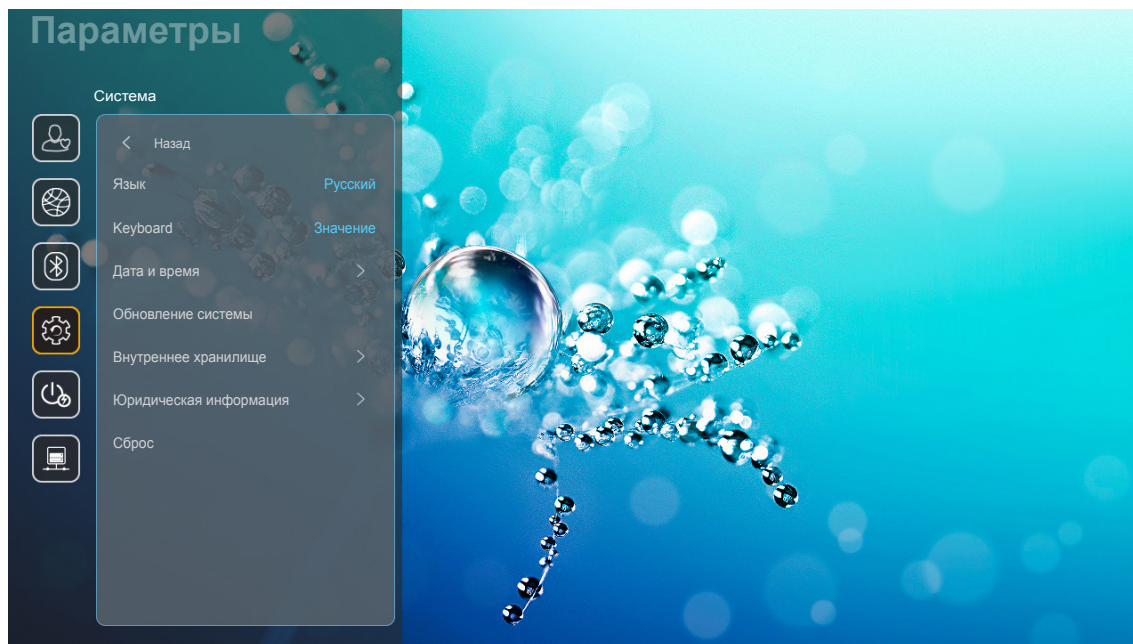 Параметры
Система
Назад
Язык Русский
Keyboard Значение
Дата и время
Обновление системы
Внутреннее хранилище
Юридическая информация
Сброс